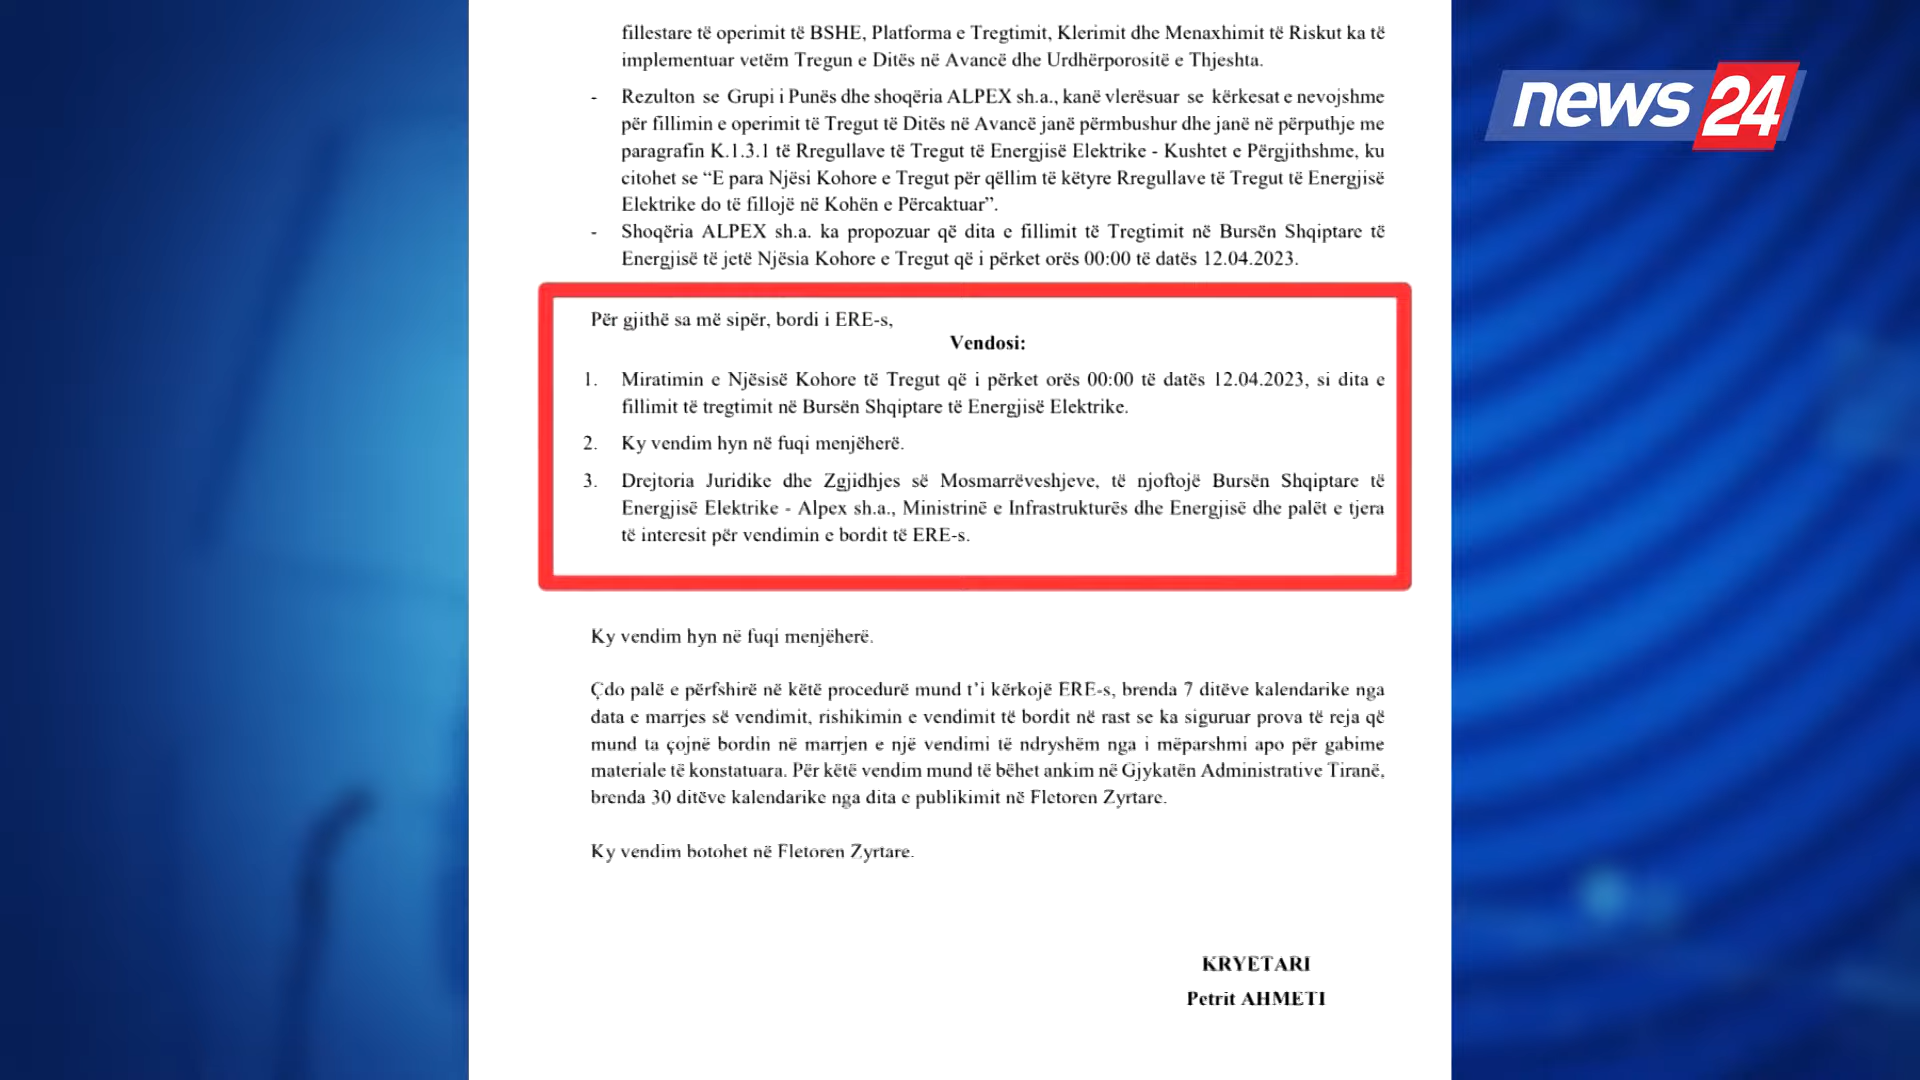 fillestare të operimit të BSHE, Platforma e Tregtimit, Klerimit dhe Menaxhimit të Riskut ka të
implementuar vetëm Tregun e Ditës në Avancë dhe Urdhërporositë e Thjeshta.
- Rezulton se Grupi i Punës dhe shoqëria ALPEX sh.a., kanë vlerësuar se kërkesat e nevojshme
për fillimin e operimit të Tregut të Ditës në Avancë janë përmbushur dhe janë në përputhje me
paragrafin K.1.3.1 të Rregullave të Tregut të Energjisë Elektrike - Kushtet e Përgjithshme, ku
citohet se “E para Njësi Kohore e Tregut për qëllim të këtyre Rregullave të Tregut të Energjisë
Elektrike do të fillojë në Kohën e Përcaktuar”.
- Shoqëria ALPEX sh.a. ka propozuar që dita e fillimit të Tregtimit në Bursën Shqiptare të
Energjisë të jetë Njësia Kohore e Tregut që i përket orës 00:00 të datës 12.04.2023.
Për gjithë sa më sipër, bordi i ERE-s,
Vendosi:
1. Miratimin e Njësisë Kohore të Tregut që i përket orës 00:00 të datës 12.04.2023, si dita e
fillimit të tregtimit në Bursën Shqiptare të Energjisë Elektrike.
2. Ky vendim hyn në fuqi menjëherë.
3. Drejtoria Juridike dhe Zgjidhjes së Mosmarrëveshjeve, të njoftojë Bursën Shqiptare të
Energjisë Elektrike - Alpex sh.a., Ministrinë e Infrastrukturës dhe Energjisë dhe palët e tjera
të interesit për vendimin e bordit të ERE-s.
Ky vendim hyn në fuqi menjëherë.
Çdo palë e përfshirë në këtë procedurë mund t’i kërkojë ERE-s, brenda 7 ditëve kalendarike nga
data e marrjes së vendimit, rishikimin e vendimit të bordit në rast se ka siguruar prova të reja që
mund ta çojnë bordin në marrjen e një vendimi të ndryshëm nga i mëparshmi apo për gabime
materiale të konstatuara. Për këtë vendim mund të bëhet ankim në Gjykatën Administrative Tiranë,
brenda 30 ditëve kalendarike nga dita e publikimit në Fletoren Zyrtare.
Ky vendim botohet në Fletoren Zyrtare.
KRYETARI
Petrit AHMETI
news 24